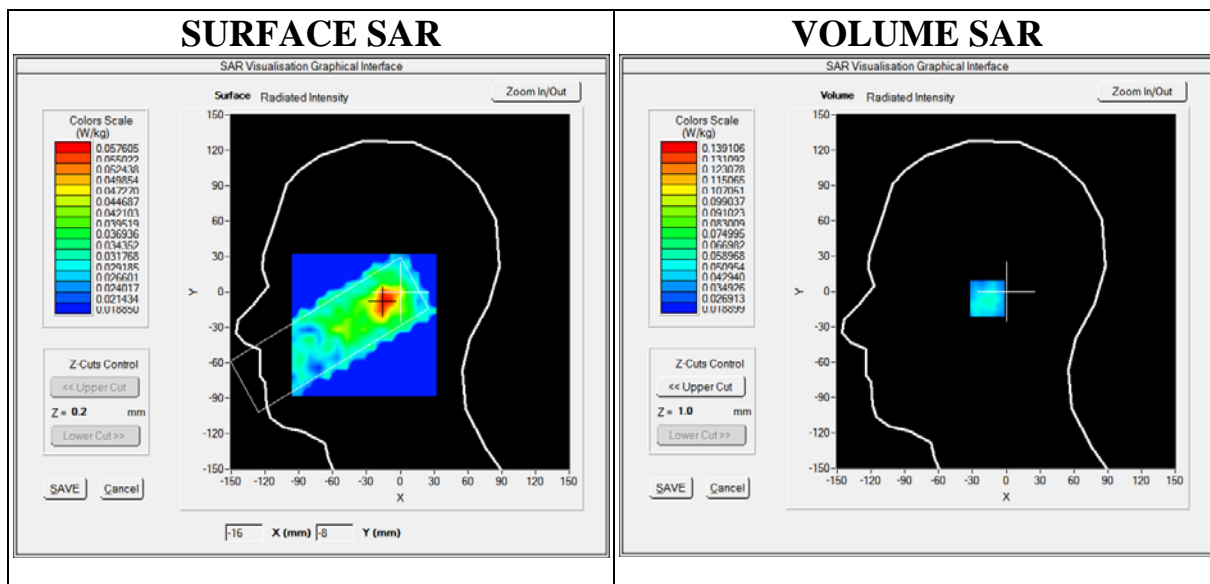 SURFACE SAR
SAR Visualisation Graphical Interface
Surface Radiated Intensity
Zoom In/Out
Colors Scale
(W/kg)
0.057605
0.055022
0.052438
0.049854
0.047270
0.044687
0.042103
0.039519
0.036936
0.034352
0.031768
0.029185
0.026601
0.024017
0.021434
0.018850
150
120
90
60
30
0
-30
-60
-90
-120
-150
Y
-150 -120 -90 -60 -30 0 30 60 90 120 150
X
Z-Cuts Control
<< Upper Cut
Z = 0.2 mm
Lower Cut >>
SAVE Cancel
-16 X (mm) -8 Y (mm)
VOLUME SAR
SAR Visualisation Graphical Interface
Volume Radiated Intensity
Zoom In/Out
Colors Scale
(W/kg)
0.139106
0.131092
0.123078
0.115065
0.107051
0.099037
0.091023
0.083009
0.074995
0.066982
0.058968
0.050954
0.042940
0.034926
0.026913
0.018899
150
120
90
60
30
0
-30
-60
-90
-120
-150
Y
-150 -120 -90 -60 -30 0 30 60 90 120 150
X
Z-Cuts Control
<< Upper Cut
Z = 1.0 mm
Lower Cut >>
SAVE Cancel